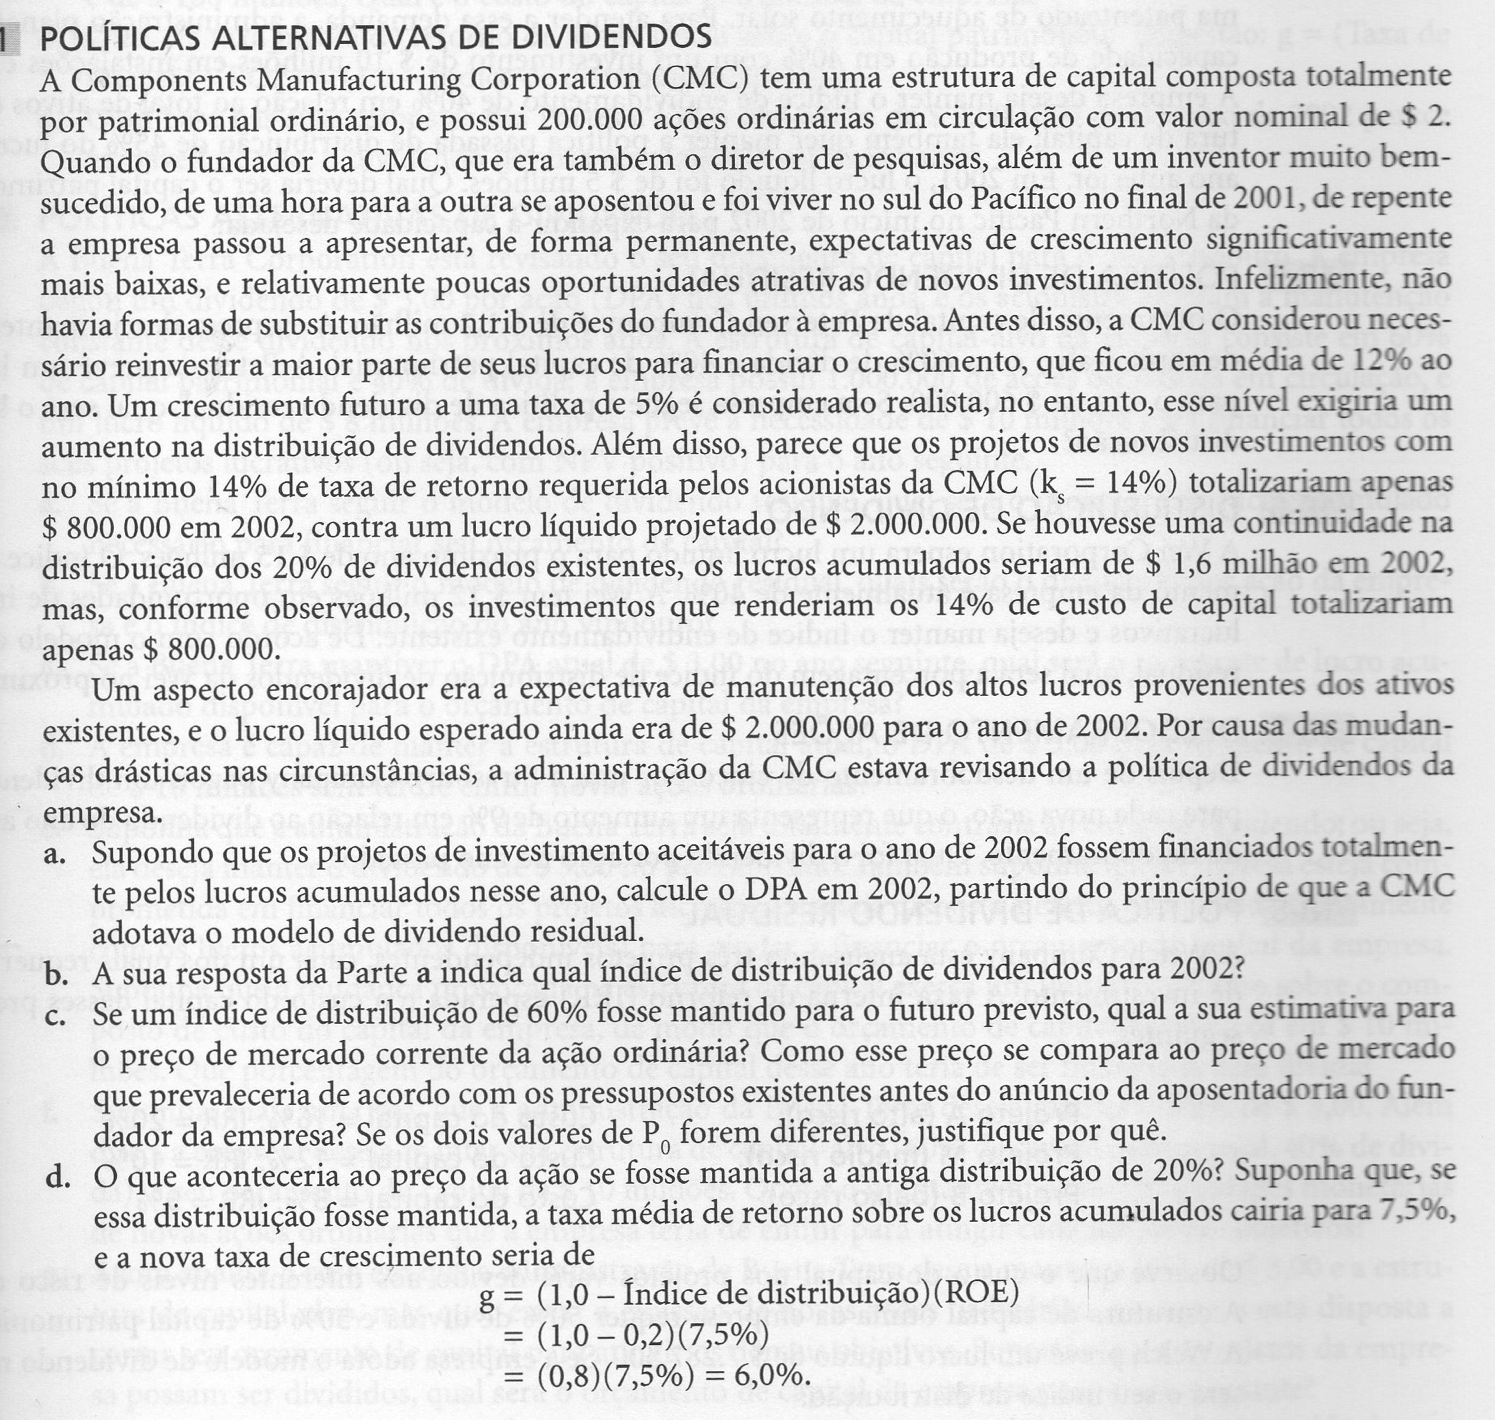 1 POLÍTICAS ALTERNATIVAS DE DIVIDENDOS
A Components Manufacturing Corporation (CMC) tem uma estrutura de capital composta totalmente
por patrimonial ordinário, e possui 200.000 ações ordinárias em circulação com valor nominal de $ 2.
Quando o fundador da CMC, que era também o diretor de pesquisas, além de um inventor muito bem-
sucedido, de uma hora para a outra se aposentou e foi viver no sul do Pacífico no final de 2001, de repente
a empresa passou a apresentar, de forma permanente, expectativas de crescimento significativamente
mais baixas, e relativamente poucas oportunidades atrativas de novos investimentos. Infelizmente, não
havia formas de substituir as contribuições do fundador à empresa. Antes disso, a CMC considerou neces-
sário reinvestir a maior parte de seus lucros para financiar o crescimento, que ficou em média de 12% ao
ano. Um crescimento futuro a uma taxa de 5% é considerado realista, no entanto, esse nível exigiria um
aumento na distribuição de dividendos. Além disso, parece que os projetos de novos investimentos com
no mínimo 14% de taxa de retorno requerida pelos acionistas da CMC (kₛ = 14%) totalizariam apenas
$ 800.000 em 2002, contra um lucro líquido projetado de $ 2.000.000. Se houvesse uma continuidade na
distribuição dos 20% de dividendos existentes, os lucros acumulados seriam de $ 1,6 milhão em 2002,
mas, conforme observado, os investimentos que renderiam os 14% de custo de capital totalizariam
apenas $ 800.000.
Um aspecto encorajador era a expectativa de manutenção dos altos lucros provenientes dos ativos
existentes, e o lucro líquido esperado ainda era de $ 2.000.000 para o ano de 2002. Por causa das mudan-
ças drásticas nas circunstâncias, a administração da CMC estava revisando a política de dividendos da
empresa.
a. Supondo que os projetos de investimento aceitáveis para o ano de 2002 fossem financiados totalmen-
te pelos lucros acumulados nesse ano, calcule o DPA em 2002, partindo do princípio de que a CMC
adotava o modelo de dividendo residual.
b. A sua resposta da Parte a indica qual índice de distribuição de dividendos para 2002?
c. Se um índice de distribuição de 60% fosse mantido para o futuro previsto, qual a sua estimativa para
o preço de mercado corrente da ação ordinária? Como esse preço se compara ao preço de mercado
que prevaleceria de acordo com os pressupostos existentes antes do anúncio da aposentadoria do fun-
dador da empresa? Se os dois valores de P₀ forem diferentes, justifique por quê.
d. O que aconteceria ao preço da ação se fosse mantida a antiga distribuição de 20%? Suponha que, se
essa distribuição fosse mantida, a taxa média de retorno sobre os lucros acumulados cairia para 7,5%,
e a nova taxa de crescimento seria de
g = (1,0 – Índice de distribuição)(ROE)
= (1,0 – 0,2)(7,5%)
= (0,8)(7,5%) = 6,0%.